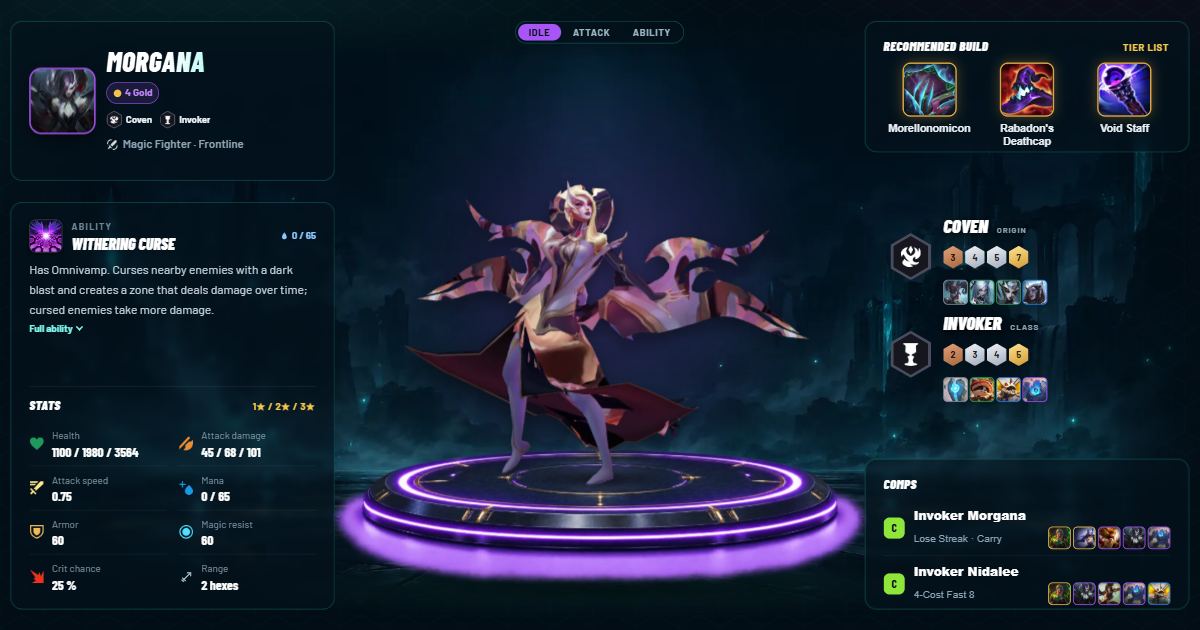 MORGANA
4 Gold
Coven Invoker
Magic Fighter · Frontline
ABILITY
WITHERING CURSE
0 / 65
Has Omnivamp. Curses nearby enemies with a dark
blast and creates a zone that deals damage over time;
cursed enemies take more damage.
Full ability
STATS
1★ / 2★ / 3★
Health
1100 / 1980 / 3564
Attack damage
45 / 68 / 101
Attack speed
0.75
Mana
0 / 65
Armor
60
Magic resist
60
Crit chance
25 %
Range
2 hexes
IDLE ATTACK ABILITY
RECOMMENDED BUILD
TIER LIST
Morellonomicon
Rabadon's
Deathcap
Void Staff
COVEN ORIGIN
3 4 5 7
INVOKER CLASS
2 3 4 5
COMPS
C
Invoker Morgana
Lose Streak · Carry
C
Invoker Nidalee
4-Cost Fast 8